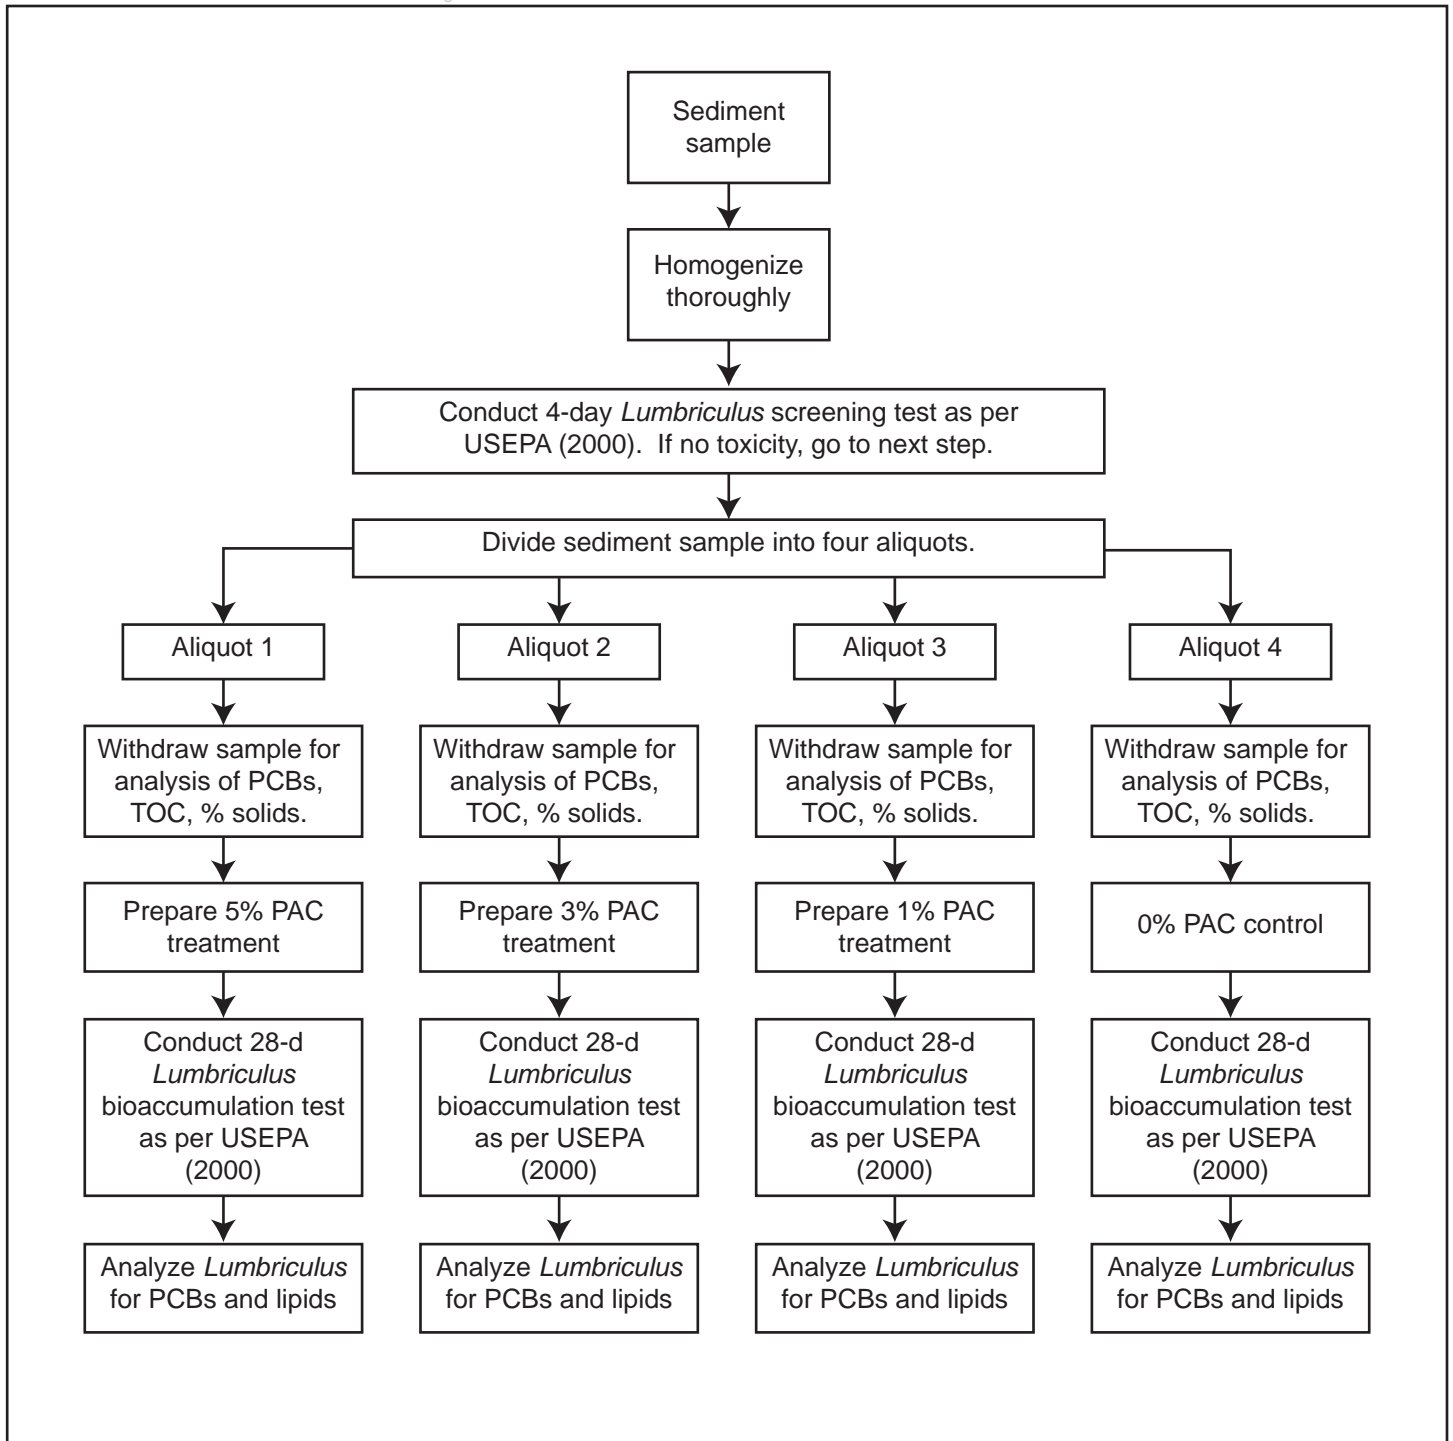 Sediment
sample
Homogenize
thoroughly
Conduct 4-day Lumbriculus screening test as per
USEPA (2000).  If no toxicity, go to next step.
Divide sediment sample into four aliquots.
Aliquot 1
Aliquot 2
Aliquot 3
Aliquot 4
Withdraw sample for
analysis of PCBs,
TOC, % solids.
Withdraw sample for
analysis of PCBs,
TOC, % solids.
Withdraw sample for
analysis of PCBs,
TOC, % solids.
Withdraw sample for
analysis of PCBs,
TOC, % solids.
Prepare 5% PAC
treatment
Prepare 3% PAC
treatment
Prepare 1% PAC
treatment
0% PAC control
Conduct 28-d
Lumbriculus
bioaccumulation test
as per USEPA
(2000)
Conduct 28-d
Lumbriculus
bioaccumulation test
as per USEPA
(2000)
Conduct 28-d
Lumbriculus
bioaccumulation test
as per USEPA
(2000)
Conduct 28-d
Lumbriculus
bioaccumulation test
as per USEPA
(2000)
Analyze Lumbriculus
for PCBs and lipids
Analyze Lumbriculus
for PCBs and lipids
Analyze Lumbriculus
for PCBs and lipids
Analyze Lumbriculus
for PCBs and lipids